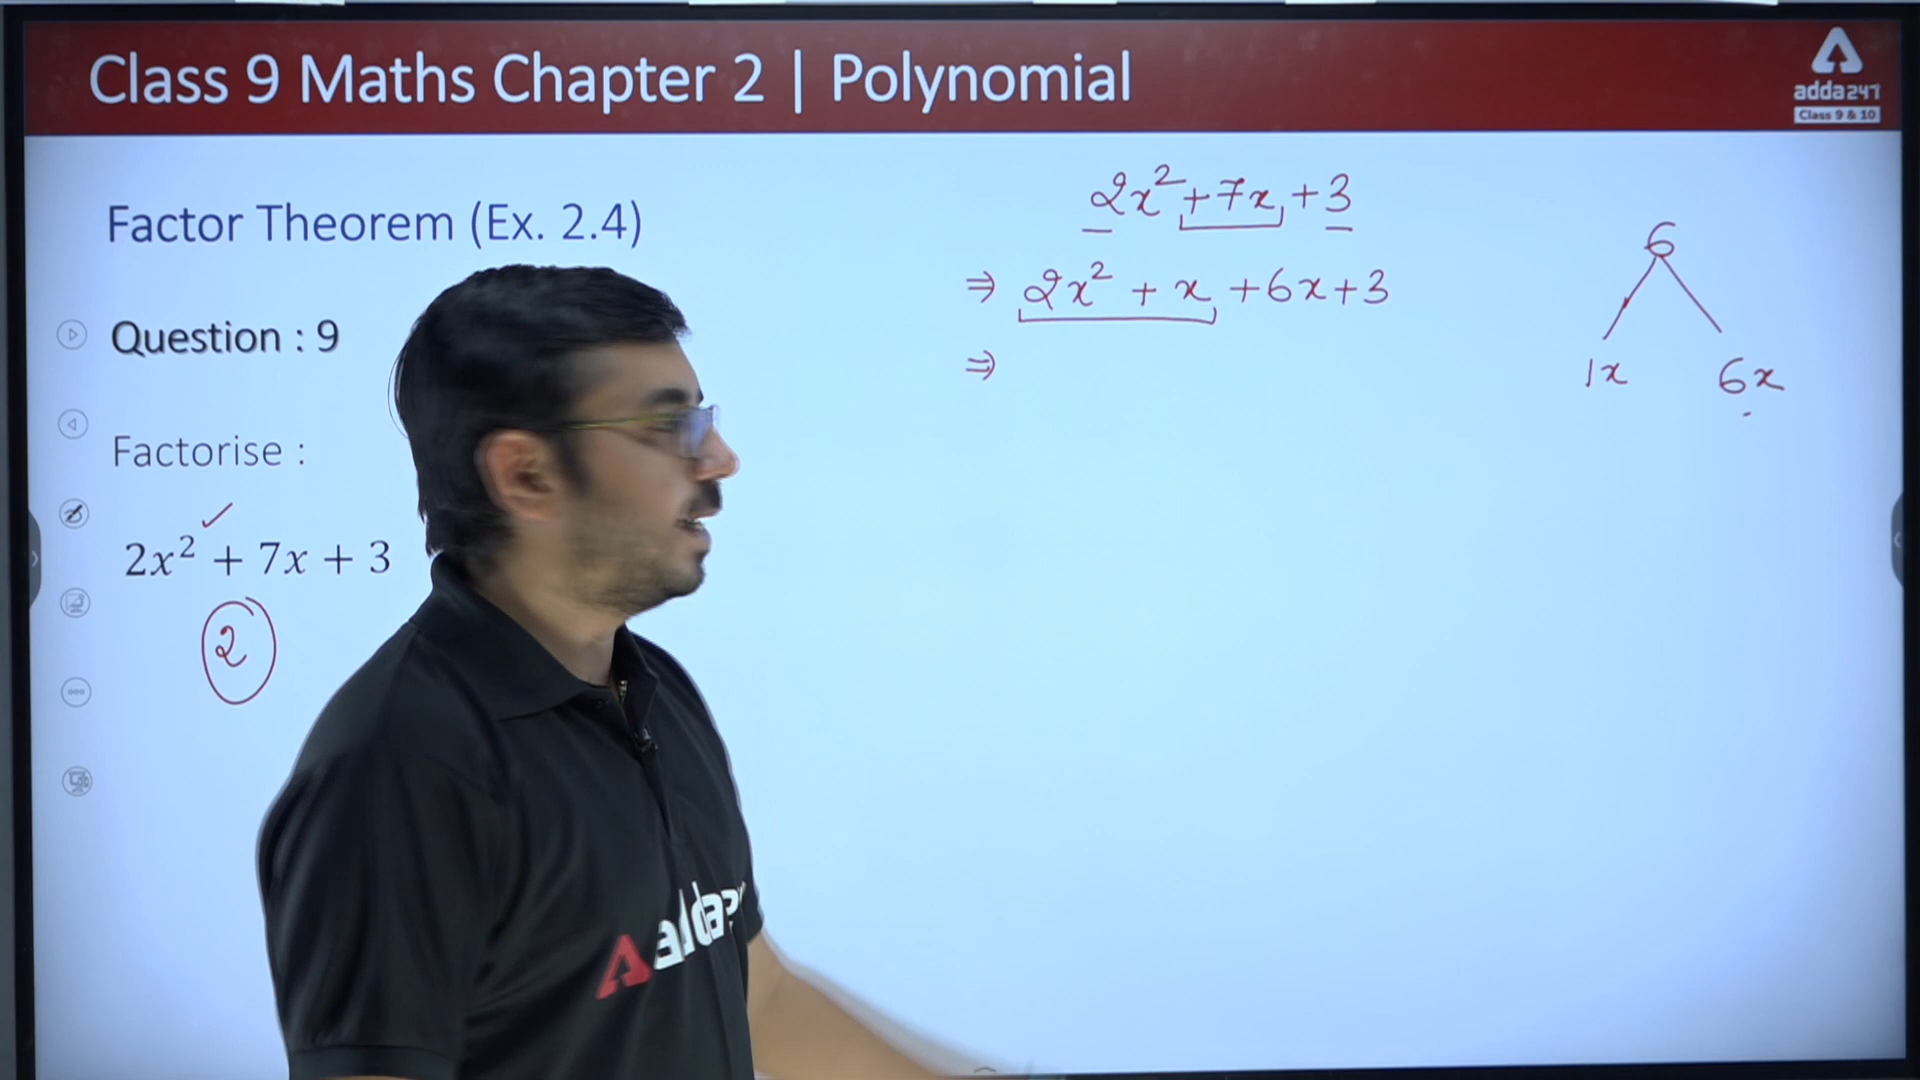 Class 9 Maths Chapter 2 | Polynomial
adda247
Class 9 & 10
Factor Theorem (Ex. 2.4)
Question : 9
Factorise :
2x² + 7x + 3
2
2x² + 7x + 3
⇒ 2x² + x + 6x + 3
⇒
6
1x 6x
adda